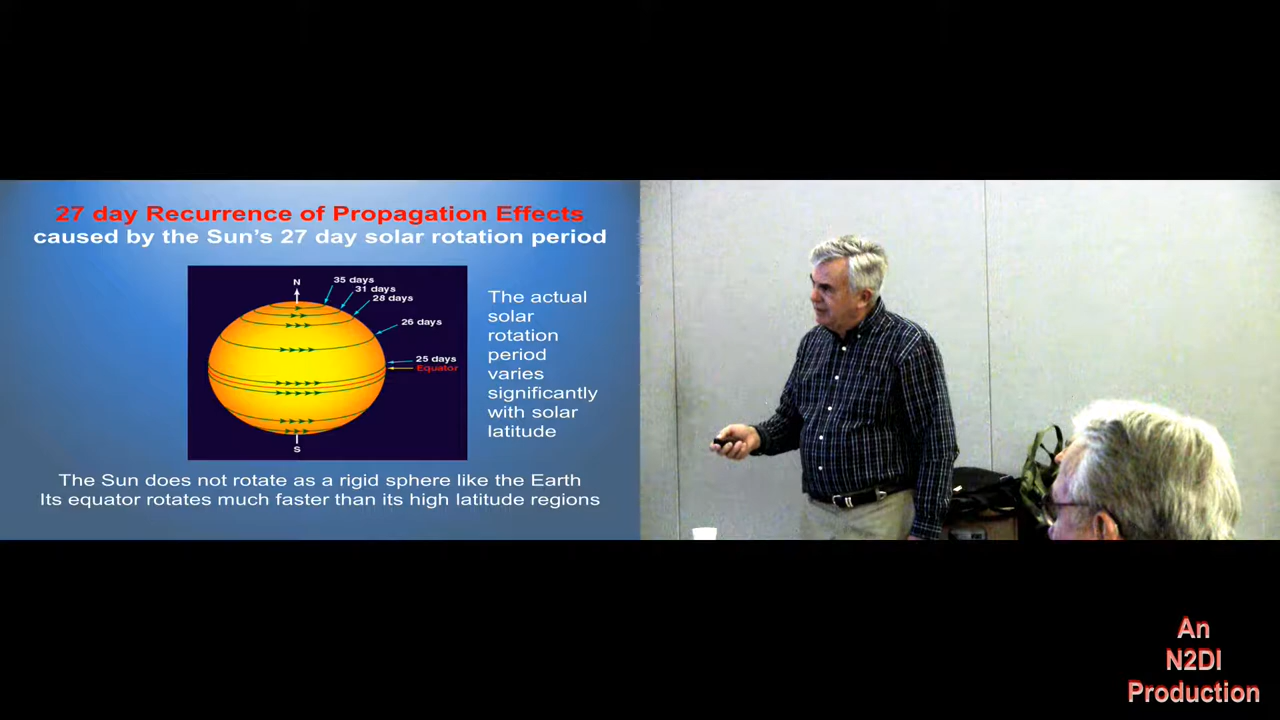 27 day Recurrence of Propagation Effects
caused by the Sun's 27 day solar rotation period
N
35 days
31 days
28 days
26 days
25 days
Equator
S
The actual
solar
rotation
period
varies
significantly
with solar
latitude
The Sun does not rotate as a rigid sphere like the Earth
Its equator rotates much faster than its high latitude regions
An
N2DI
Production